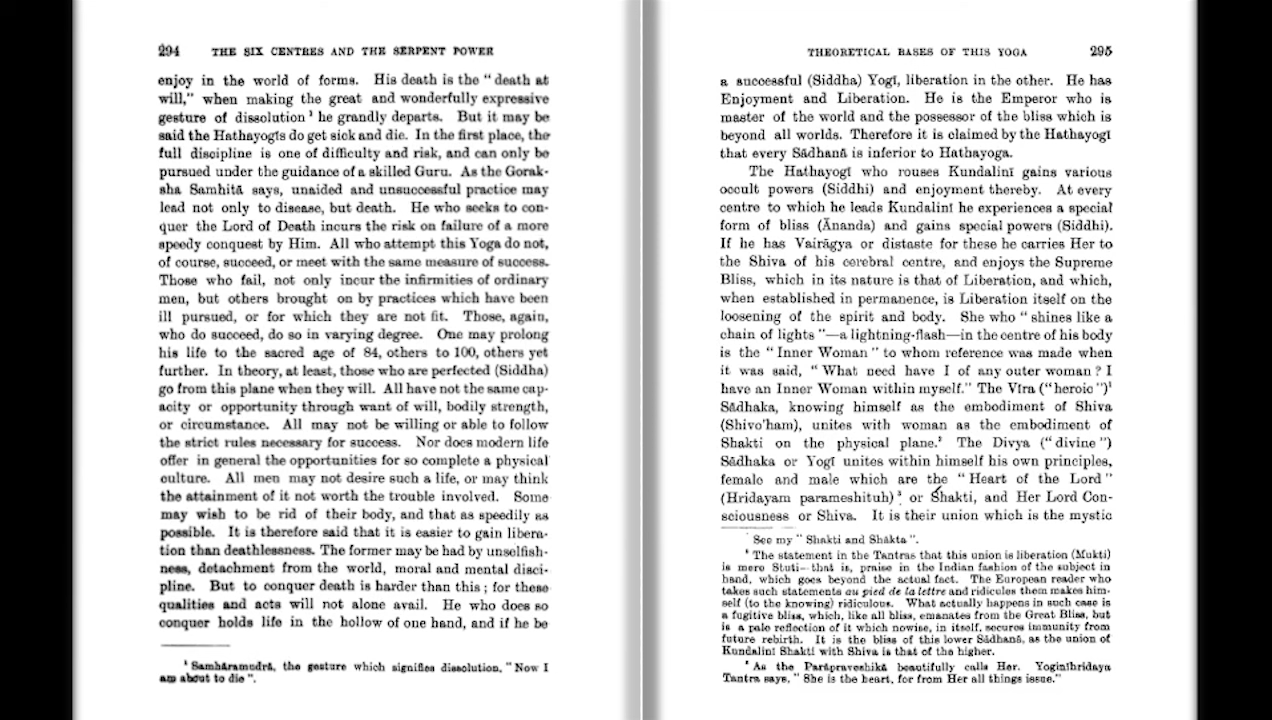 294 THE SIX CENTRES AND THE SERPENT POWER
enjoy in the world of forms. His death is the “ death at
will,” when making the great and wonderfully expressive
gesture of dissolution ¹ he grandly departs. But it may be
said the Hathayogīs do get sick and die. In the first place, the
full discipline is one of difficulty and risk, and can only be
pursued under the guidance of a skilled Guru. As the Gorak-
sha Samhitā says, unaided and unsuccessful practice may
lead not only to disease, but death. He who seeks to con-
quer the Lord of Death incurs the risk on failure of a more
speedy conquest by Him. All who attempt this Yoga do not,
of course, succeed, or meet with the same measure of success.
Those who fail, not only incur the infirmities of ordinary
men, but others brought on by practices which have been
ill pursued, or for which they are not fit. Those, again,
who do succeed, do so in varying degree. One may prolong
his life to the sacred age of 84, others to 100, others yet
further. In theory, at least, those who are perfected (Siddha)
go from this plane when they will. All have not the same cap-
acity or opportunity through want of will, bodily strength,
or circumstance. All may not be willing or able to follow
the strict rules necessary for success. Nor does modern life
offer in general the opportunities for so complete a physical
culture. All men may not desire such a life, or may think
the attainment of it not worth the trouble involved. Some
may wish to be rid of their body, and that as speedily as
possible. It is therefore said that it is easier to gain libera-
tion than deathlessness. The former may be had by unselfish-
ness, detachment from the world, moral and mental disci-
pline. But to conquer death is harder than this ; for these
qualities and acts will not alone avail. He who does so
conquer holds life in the hollow of one hand, and if he be
¹ Samhāramudrā, the gesture which signifies dissolution, “ Now I
am about to die ”.
THEORETICAL BASES OF THIS YOGA 295
a successful (Siddha) Yogī, liberation in the other. He has
Enjoyment and Liberation. He is the Emperor who is
master of the world and the possessor of the bliss which is
beyond all worlds. Therefore it is claimed by the Hathayogī
that every Sādhanā is inferior to Hathayoga.
The Hathayogī who rouses Kundalinī gains various
occult powers (Siddhi) and enjoyment thereby. At every
centre to which he leads Kundalinī he experiences a special
form of bliss (Ānanda) and gains special powers (Siddhi).
If he has Vairāgya or distaste for these he carries Her to
the Shiva of his cerebral centre, and enjoys the Supreme
Bliss, which in its nature is that of Liberation, and which,
when established in permanence, is Liberation itself on the
loosening of the spirit and body. She who “ shines like a
chain of lights ”—a lightning-flash—in the centre of his body
is the “ Inner Woman ” to whom reference was made when
it was said, “ What need have I of any outer woman ? I
have an Inner Woman within myself.” The Vīra (“ heroic ”)¹
Sādhaka, knowing himself as the embodiment of Shiva
(Shivo’ham), unites with woman as the embodiment of
Shakti on the physical plane.² The Divya (“ divine ”)
Sādhaka or Yogī unites within himself his own principles,
female and male which are the “ Heart of the Lord ”
(Hridayam parameshituh) ³ or Shakti, and Her Lord Con-
sciousness or Shiva. It is their union which is the mystic
See my “ Shakti and Shākta ”.
² The statement in the Tantras that this union is liberation (Mukti)
is mere Stuti—that is, praise in the Indian fashion of the subject in
hand, which goes beyond the actual fact. The European reader who
takes such statements au pied de la lettre and ridicules them makes him-
self (to the knowing) ridiculous. What actually happens in such case is
a fugitive bliss, which, like all bliss, emanates from the Great Bliss, but
is a pale reflection of it which nowise, in itself, secures immunity from
future rebirth. It is the bliss of this lower Sādhanā, as the union of
Kundalinī Shakti with Shiva is that of the higher.
³ As the Parāpraveshikā beautifully calls Her. Yoginīhridaya
Tantra says, “ She is the heart, for from Her all things issue.”